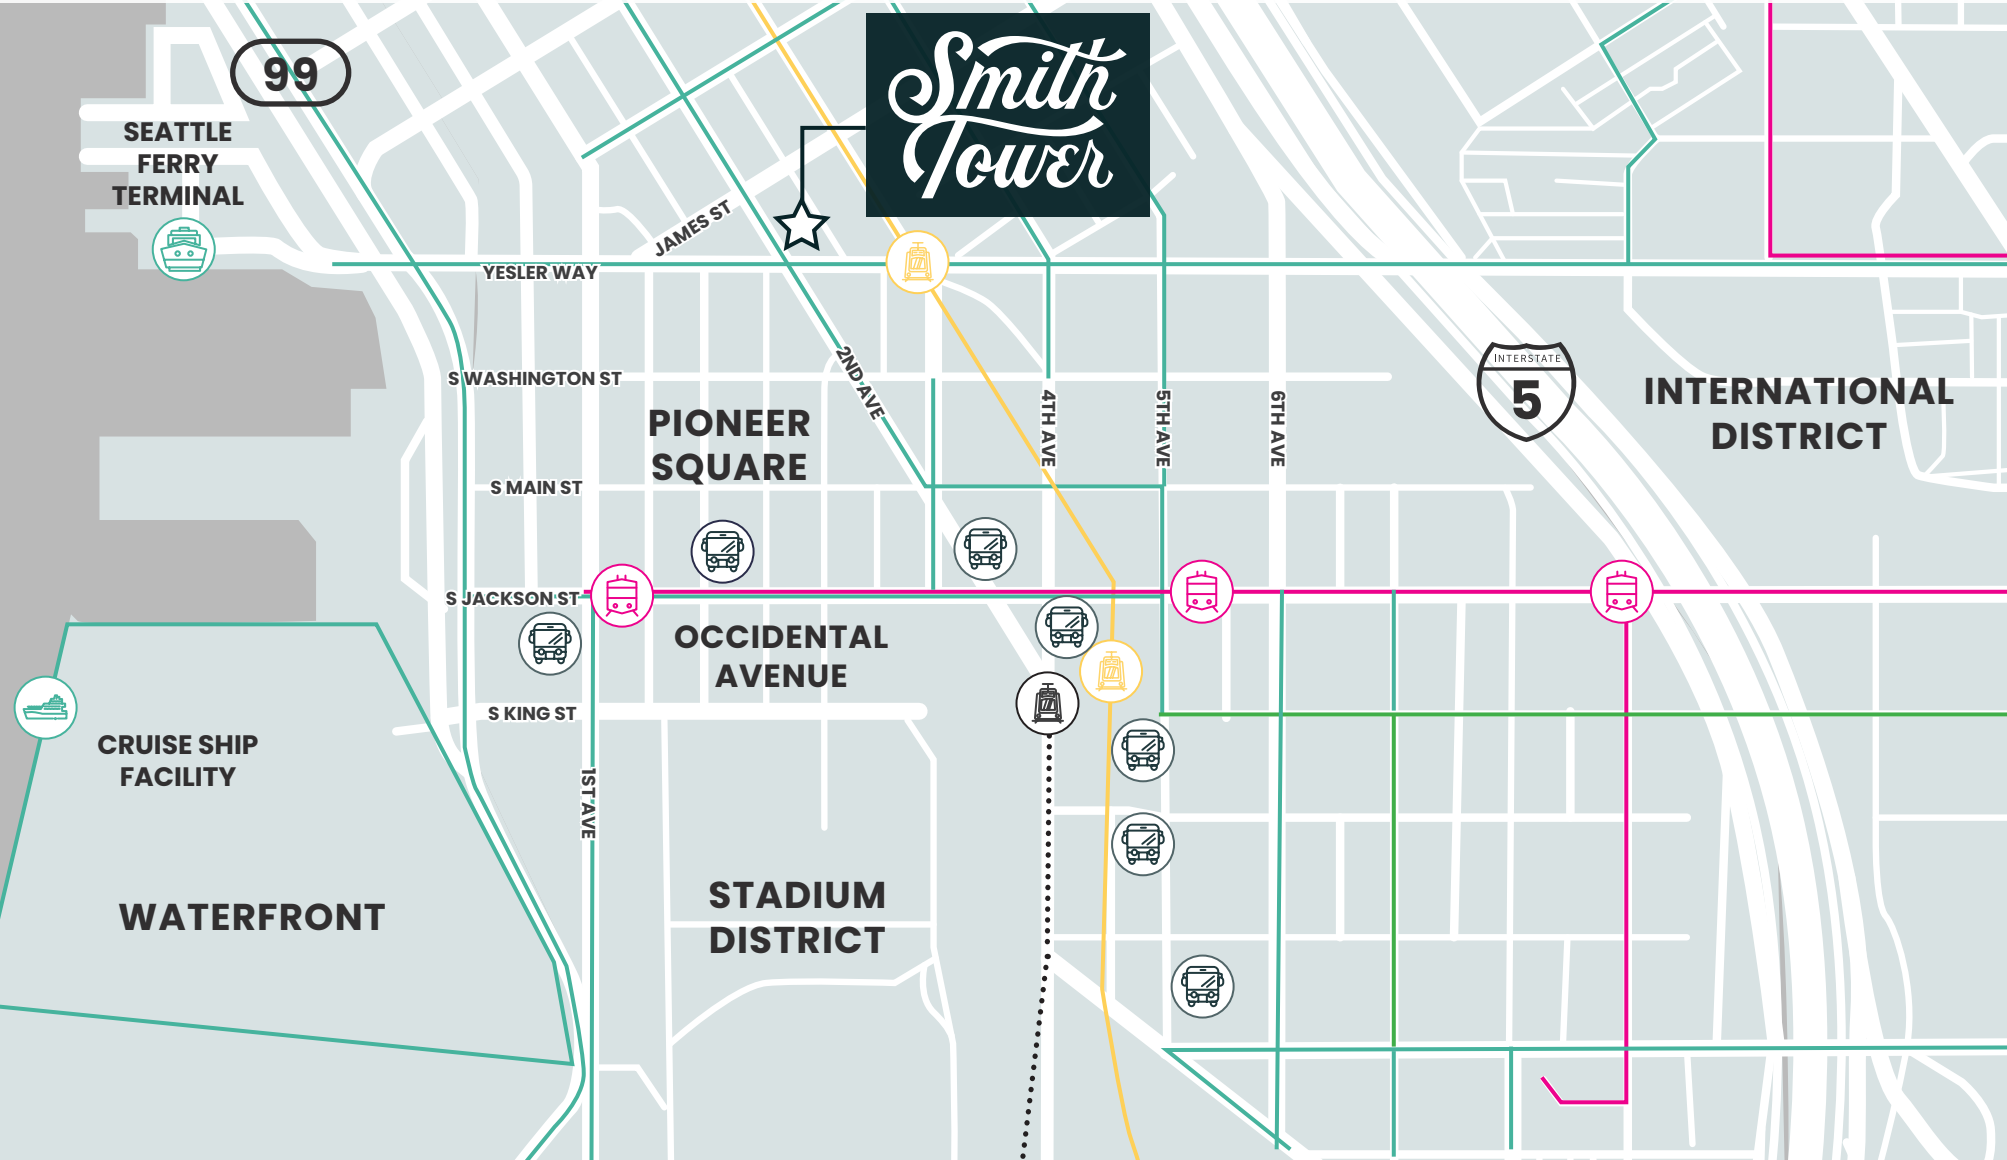 99
SEATTLE
FERRY
TERMINAL
Smith
Tower
JAMES ST
YESLER WAY
INTERSTATE
5
S WASHINGTON ST
2ND AVE
4TH AVE
5TH AVE
6TH AVE
INTERNATIONAL
DISTRICT
PIONEER
SQUARE
S MAIN ST
S JACKSON ST
OCCIDENTAL
AVENUE
S KING ST
CRUISE SHIP
FACILITY
1ST AVE
WATERFRONT
STADIUM
DISTRICT